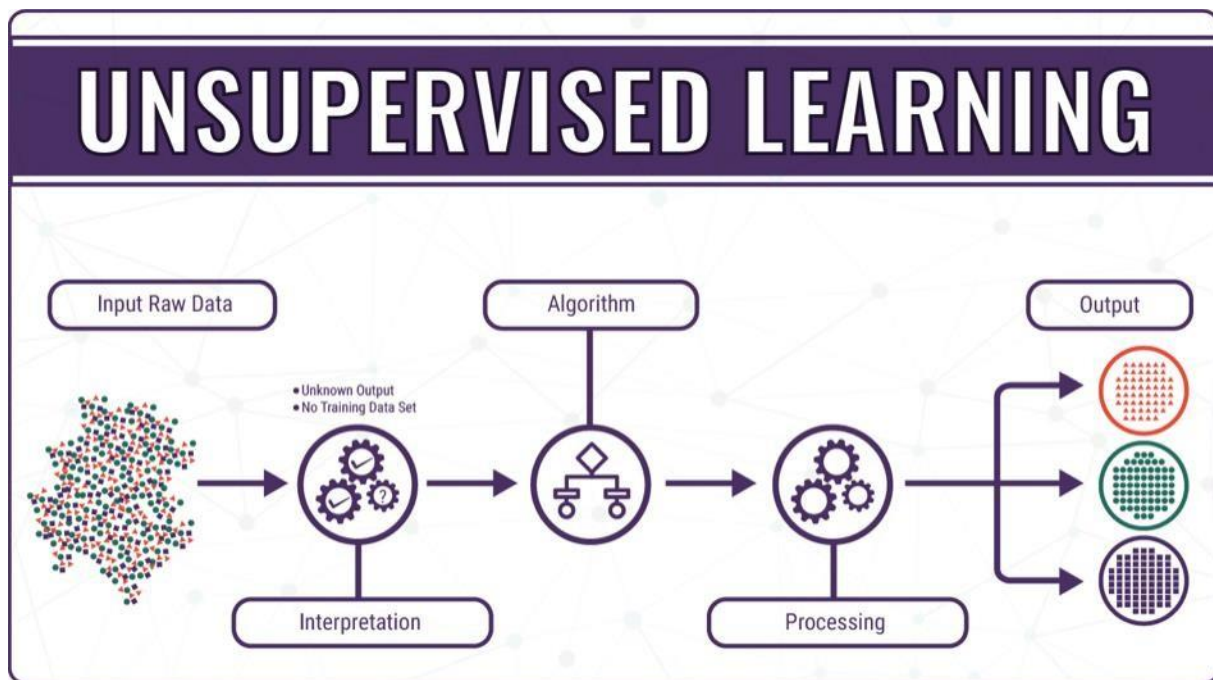 UNSUPERVISED LEARNING
Input Raw Data
Algorithm
Output
• Unknown Output
• No Training Data Set
?
Interpretation
Processing